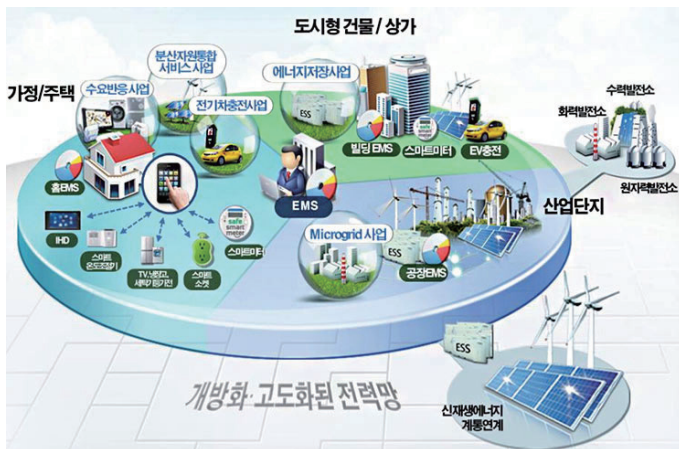 도시형 건물 / 상가
분산자원통합
서비스 사업
에너지저장사업
가정/주택
수요반응 사업
전기차충전사업
수력발전소
화력발전소
원자력발전소
ESS
safe
smart
meter
빌딩 EMS
스마트미터
EV충전
홈EMS
EMS
산업단지
IHD
스마트
온도조절기
TV, 냉장고,
세탁기 등가전
스마트
소켓
safe
smart
meter
스마트미터
Microgrid 사업
ESS
공장EMS
ESS
개방화·고도화된 전력망
신재생에너지
계통연계